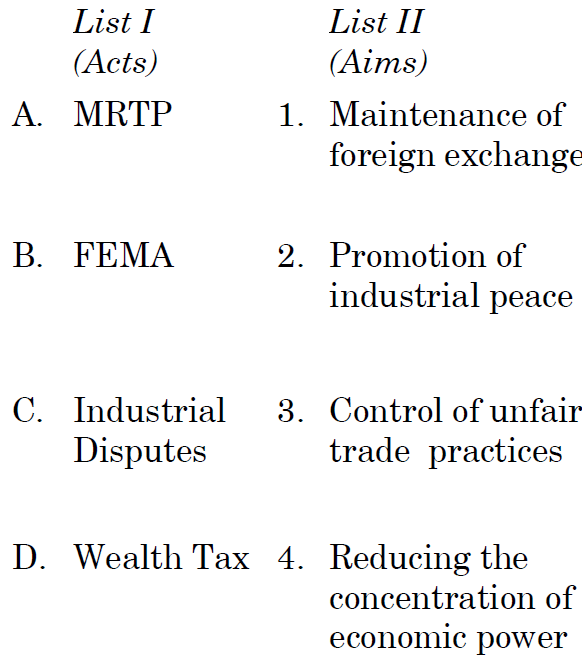 List I List II
(Acts) (Aims)
A. MRTP 1. Maintenance of
foreign exchange
B. FEMA 2. Promotion of
industrial peace
C. Industrial 3. Control of unfair
Disputes trade practices
D. Wealth Tax 4. Reducing the
concentration of
economic power